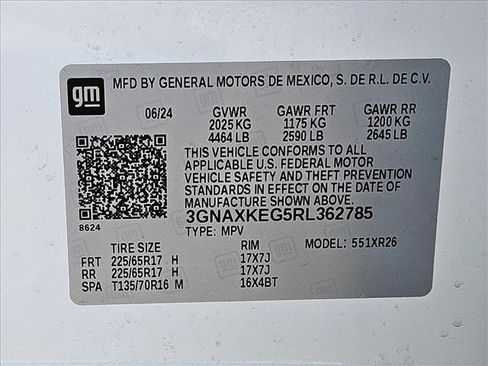 gm MFD BY GENERAL MOTORS DE MEXICO, S. DE R.L. DE C.V.
06/24 GVWR GAWR FRT GAWR RR
2025 KG 1175 KG 1200 KG
4464 LB 2590 LB 2645 LB
THIS VEHICLE CONFORMS TO ALL
APPLICABLE U.S. FEDERAL MOTOR
VEHICLE SAFETY AND THEFT PREVENTION
STANDARDS IN EFFECT ON THE DATE OF
MANUFACTURE SHOWN ABOVE.
8624 3GNAXKEG5RL362785
TYPE: MPV
TIRE SIZE RIM MODEL: 551XR26
FRT 225/65R17 H 17X7J
RR 225/65R17 H 17X7J
SPA T135/70R16 M 16X4BT